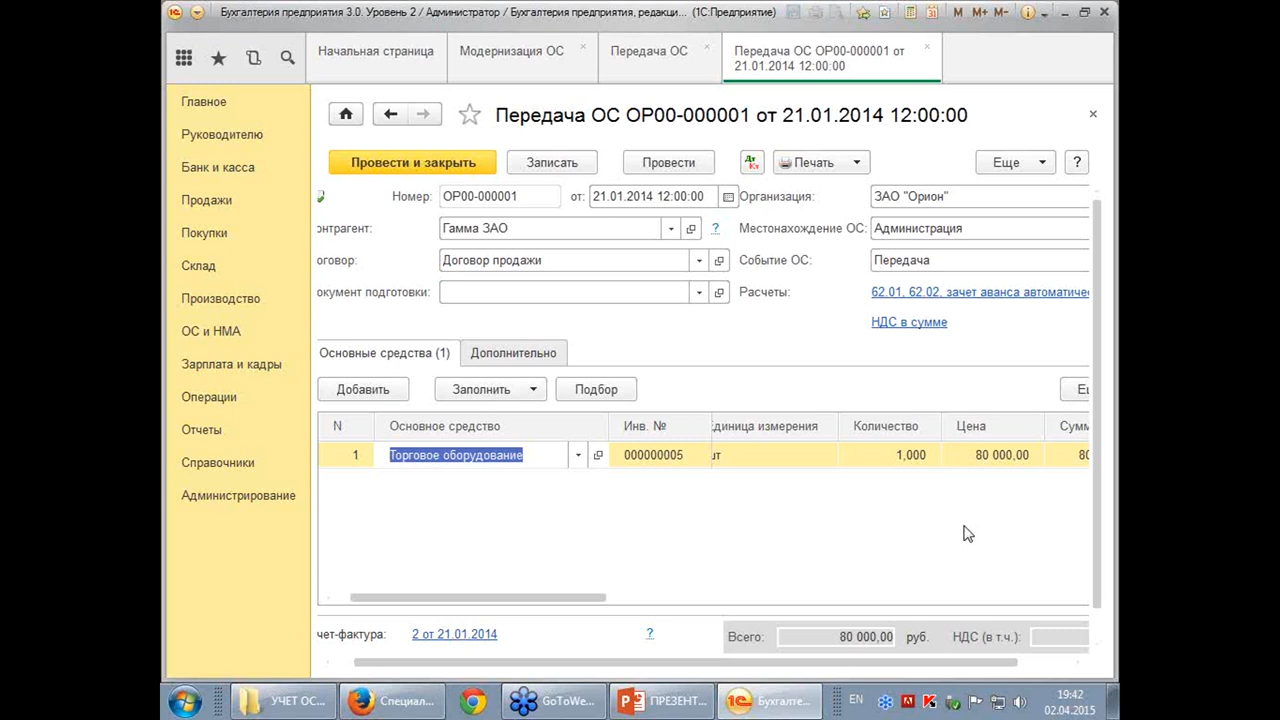 Бухгалтерия предприятия 3.0. Уровень 2 / Администратор / Бухгалтерия предприятия, редакци... (1С:Предприятие)
M M+ M-
Начальная страница
Модернизация ОС
Передача ОС
Передача ОС ОР00-000001 от
21.01.2014 12:00:00
Главное
Руководителю
Банк и касса
Продажи
Покупки
Склад
Производство
ОС и НМА
Зарплата и кадры
Операции
Отчеты
Справочники
Администрирование
Передача ОС ОР00-000001 от 21.01.2014 12:00:00
Провести и закрыть
Записать
Провести
Дт
Кт
Печать
Еще
?
Номер: ОР00-000001 от: 21.01.2014 12:00:00 Организация: ЗАО "Орион"
онтрагент: Гамма ЗАО ? Местонахождение ОС: Администрация
оговор: Договор продажи Событие ОС: Передача
окумент подготовки: Расчеты: 62.01, 62.02, зачет аванса автоматичес
НДС в сумме
Основные средства (1) Дополнительно
Добавить Заполнить Подбор Ещ
N Основное средство Инв. № диница измерения Количество Цена Сумм
1 Торговое оборудование 000000005 шт 1,000 80 000,00 80
чет-фактура: 2 от 21.01.2014 ? Всего: 80 000,00 руб. НДС (в т.ч.):
УЧЕТ ОС...
Специал...
GoToWe...
ПРЕЗЕНТ...
Бухгалте...
EN
19:42
02.04.2015